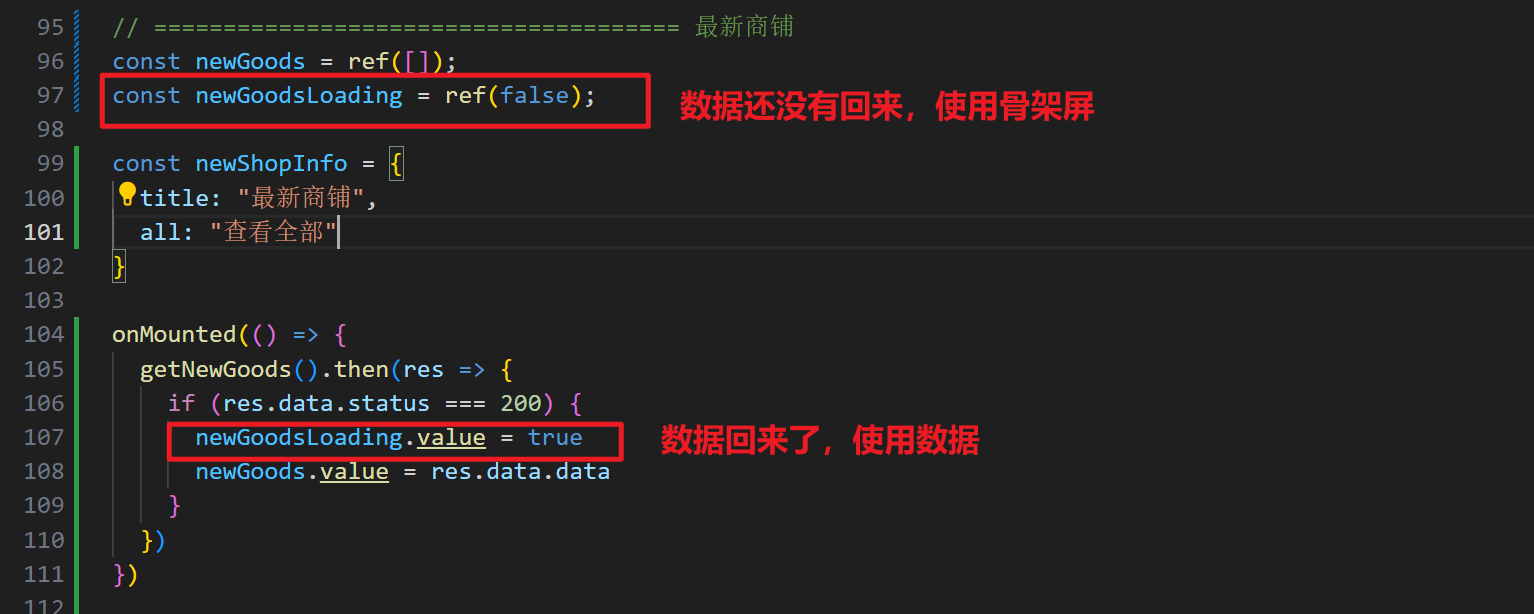 95 // ====================================== 最新商铺
96 const newGoods = ref([]);
97 const newGoodsLoading = ref(false);
数据还没有回来，使用骨架屏
98
99 const newShopInfo = {
100 title: "最新商铺",
101 all: "查看全部"
102 }
103
104 onMounted(() => {
105 getNewGoods().then(res => {
106 if (res.data.status === 200) {
107 newGoodsLoading.value = true
数据回来了，使用数据
108 newGoods.value = res.data.data
109 }
110 })
111 })
112